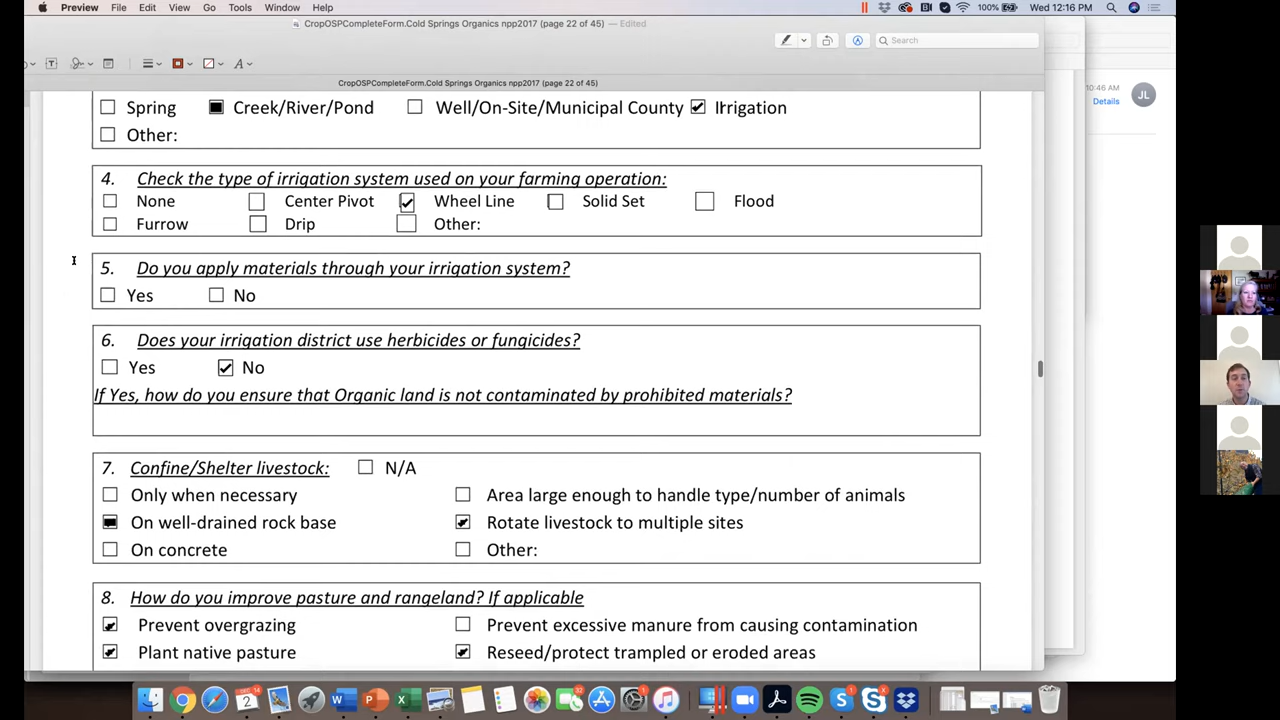 Preview File Edit View Go Tools Window Help 100% Wed 12:16 PM
CropOSPCompleteForm.Cold Springs Organics npp2017 (page 22 of 45) — Edited
Search
CropOSPCompleteForm.Cold Springs Organics npp2017 (page 22 of 45)
10:46 AM
Details
JL
Spring Creek/River/Pond Well/On-Site/Municipal County Irrigation
Other:
4. Check the type of irrigation system used on your farming operation:
None Center Pivot Wheel Line Solid Set Flood
Furrow Drip Other:
5. Do you apply materials through your irrigation system?
Yes No
6. Does your irrigation district use herbicides or fungicides?
Yes No
If Yes, how do you ensure that Organic land is not contaminated by prohibited materials?
7. Confine/Shelter livestock: N/A
Only when necessary Area large enough to handle type/number of animals
On well-drained rock base Rotate livestock to multiple sites
On concrete Other:
8. How do you improve pasture and rangeland? If applicable
Prevent overgrazing Prevent excessive manure from causing contamination
Plant native pasture Reseed/protect trampled or eroded areas